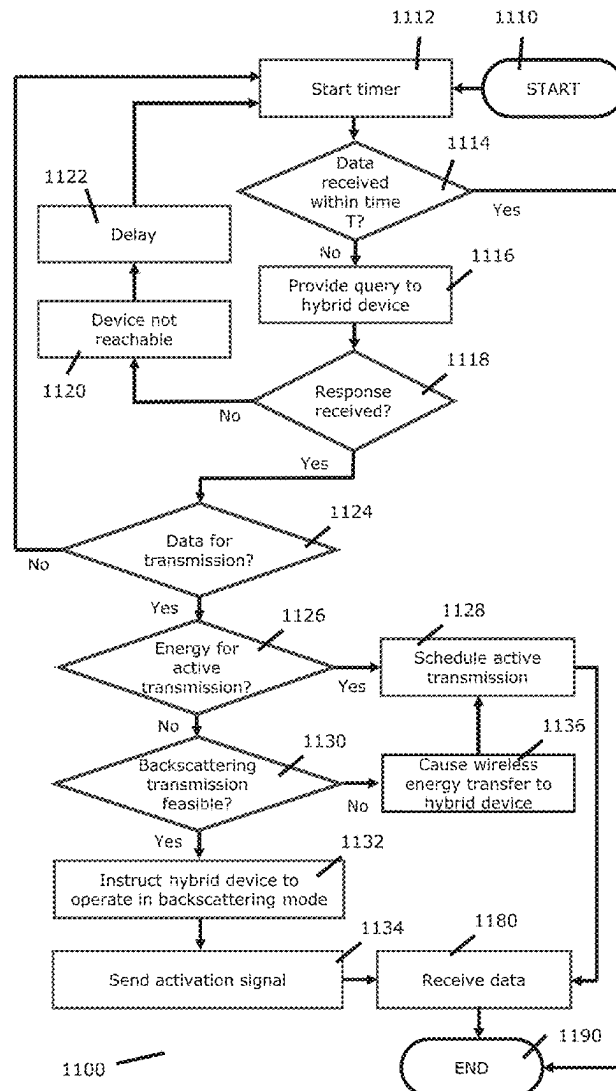 1112
1110
Start timer
START
1114
Data
received
within time
T?
Yes
1122
Delay
No
1116
Provide query to
hybrid device
Device not
reachable
1120
1118
Response
received?
No
Yes
1124
Data for
transmission?
No
Yes
1126
Energy for
active
transmission?
Yes
1128
Schedule active
transmission
No
1130
Backscattering
transmission
feasible?
No
1136
Cause wireless
energy transfer to
hybrid device
Yes
1132
Instruct hybrid device to
operate in backscattering mode
1134
Send activation signal
1180
Receive data
1190
END
1100